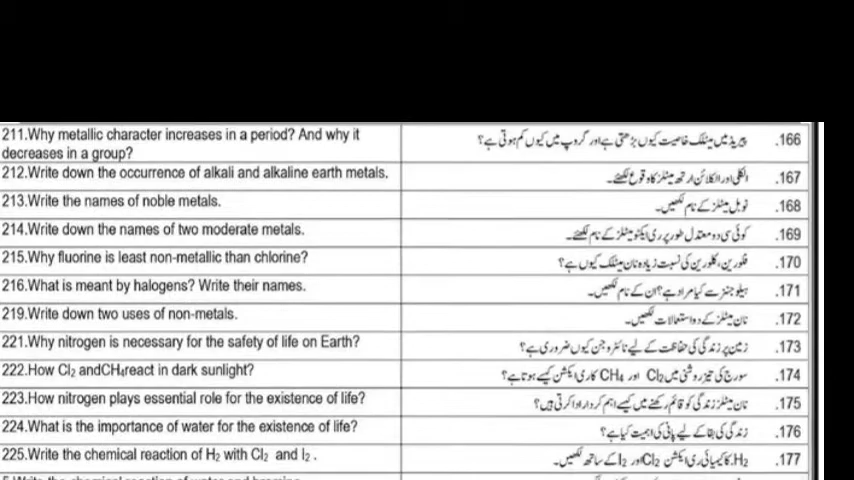 211.Why metallic character increases in a period? And why it
decreases in a group?
166. پیریڈ میں میٹلک خاصیت کیوں بڑھتی ہے اور گروپ میں کیوں کم ہوتی ہے؟
212.Write down the occurrence of alkali and alkaline earth metals.
167. الکلی اور الکلائن ارتھ میٹلز کا وقوع لکھئے۔
213.Write the names of noble metals.
168. نوبل میٹلز کے نام لکھیں۔
214.Write down the names of two moderate metals.
169. کوئی سی دو معتدل طور پر ری ایکٹو میٹلز کے نام لکھئے۔
215.Why fluorine is least non-metallic than chlorine?
170. فلورین، کلورین کی نسبت زیادہ نان میٹلک کیوں ہے؟
216.What is meant by halogens? Write their names.
171. ہیلوجنز سے کیا مراد ہے؟ ان کے نام لکھیں۔
219.Write down two uses of non-metals.
172. نان میٹلز کے دو استعمالات لکھیں۔
221.Why nitrogen is necessary for the safety of life on Earth?
173. زمین پر زندگی کی حفاظت کے لیے نائٹروجن کیوں ضروری ہے؟
222.How Cl₂ andCH₄react in dark sunlight?
174. سورج کی تیز روشنی میں Cl₂ اور CH₄ کا ری ایکشن کیسے ہوتا ہے؟
223.How nitrogen plays essential role for the existence of life?
175. نان میٹلز زندگی کو قائم رکھنے میں کیسے اہم کردار ادا کرتی ہیں؟
224.What is the importance of water for the existence of life?
176. زندگی کی بقا کے لیے پانی کی اہمیت کیا ہے؟
225.Write the chemical reaction of H₂ with Cl₂ and I₂ .
177. H₂ کا کیمیائی ری ایکشن Cl₂ اور I₂ کے ساتھ لکھیں۔